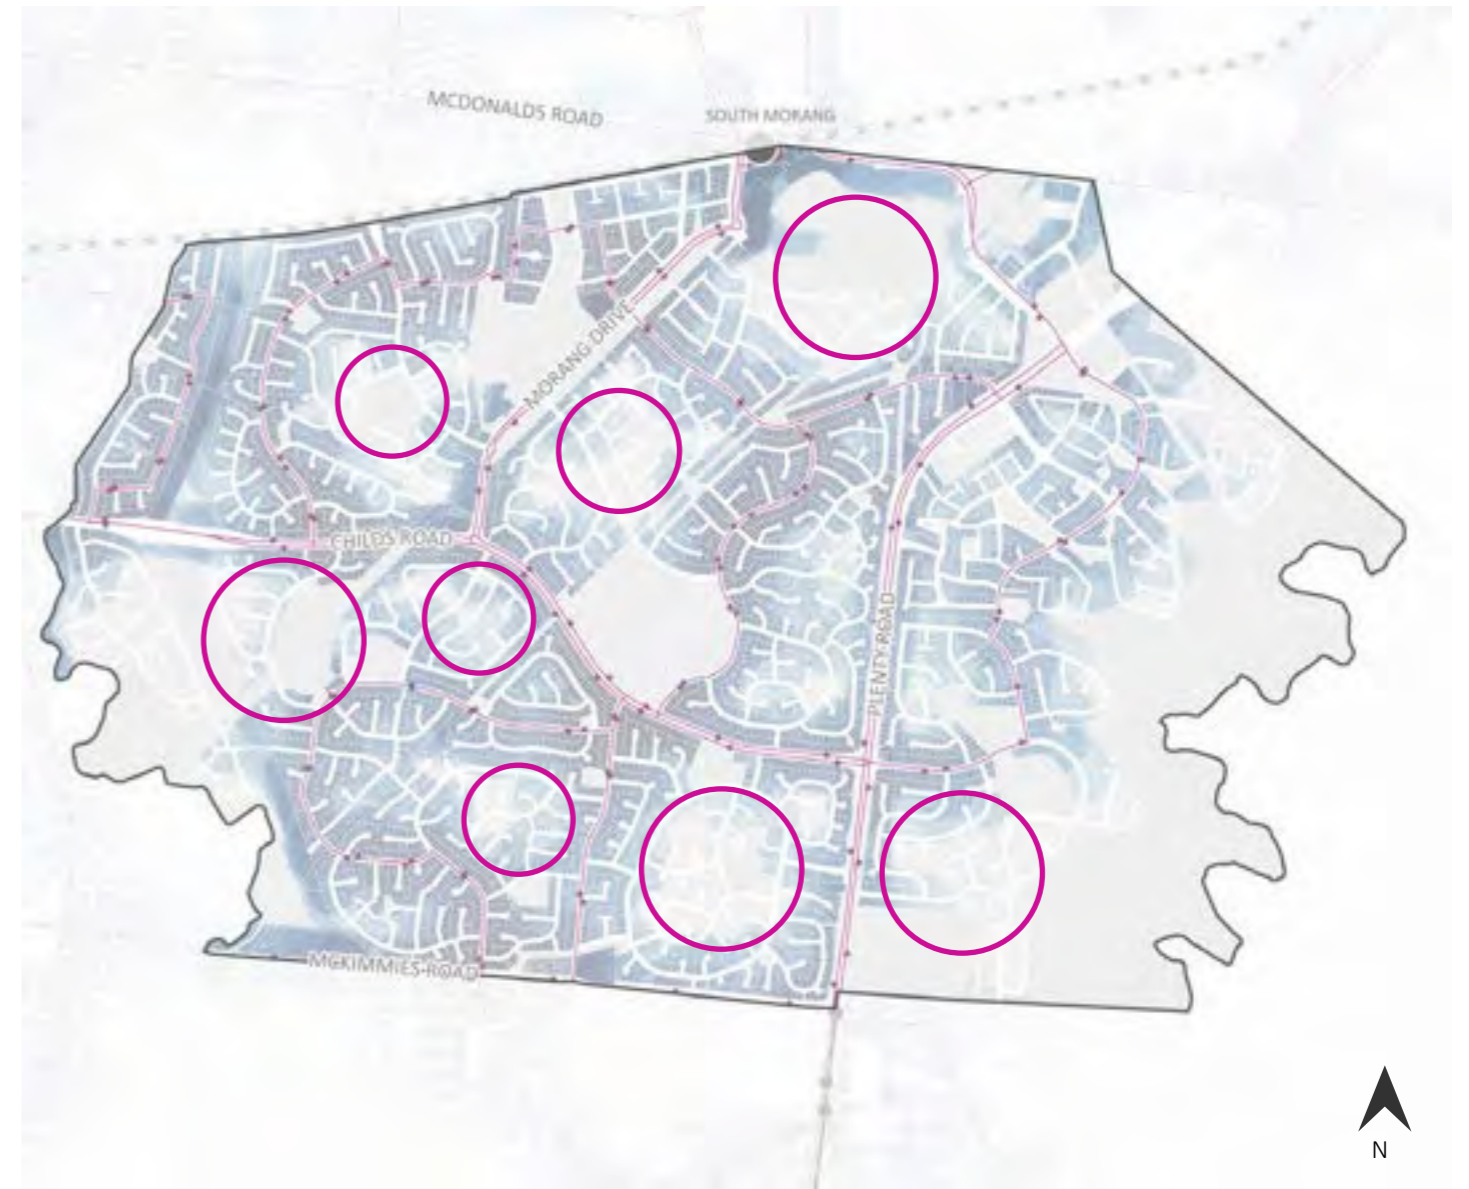 MCDONALDS ROAD
SOUTH MORANG
MORANG DRIVE
CHILDS ROAD
PLENTY ROAD
MCKIMMIES ROAD
N